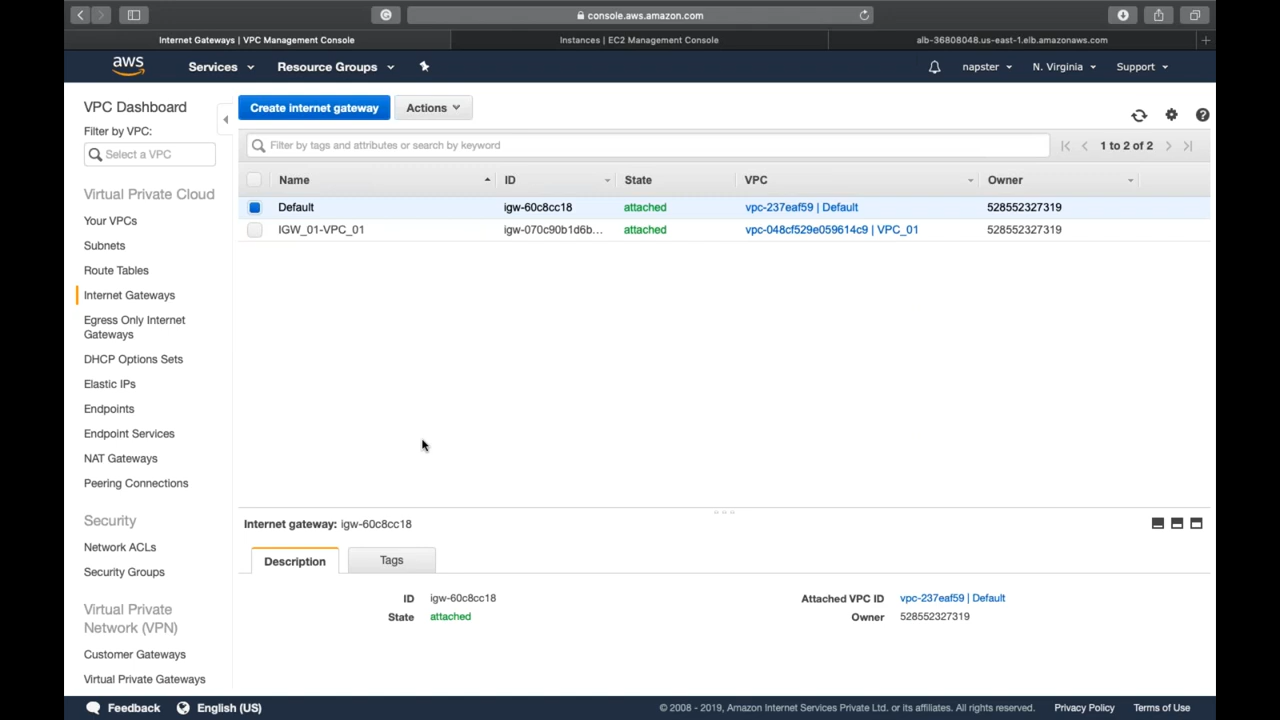 console.aws.amazon.com
Internet Gateways | VPC Management Console
Instances | EC2 Management Console
alb-36808048.us-east-1.elb.amazonaws.com
aws
Services
Resource Groups
napster
N. Virginia
Support
VPC Dashboard
Filter by VPC:
Select a VPC
Virtual Private Cloud
Your VPCs
Subnets
Route Tables
Internet Gateways
Egress Only Internet
Gateways
DHCP Options Sets
Elastic IPs
Endpoints
Endpoint Services
NAT Gateways
Peering Connections
Security
Network ACLs
Security Groups
Virtual Private
Network (VPN)
Customer Gateways
Virtual Private Gateways
Create internet gateway
Actions
Filter by tags and attributes or search by keyword
1 to 2 of 2
Name ID State VPC Owner
Default igw-60c8cc18 attached vpc-237eaf59 | Default 528552327319
IGW_01-VPC_01 igw-070c90b1d6b... attached vpc-048cf529e059614c9 | VPC_01 528552327319
Internet gateway: igw-60c8cc18
Description
Tags
ID igw-60c8cc18 Attached VPC ID vpc-237eaf59 | Default
State attached Owner 528552327319
Feedback
English (US)
© 2008 - 2019, Amazon Internet Services Private Ltd. or its affiliates. All rights reserved.
Privacy Policy
Terms of Use